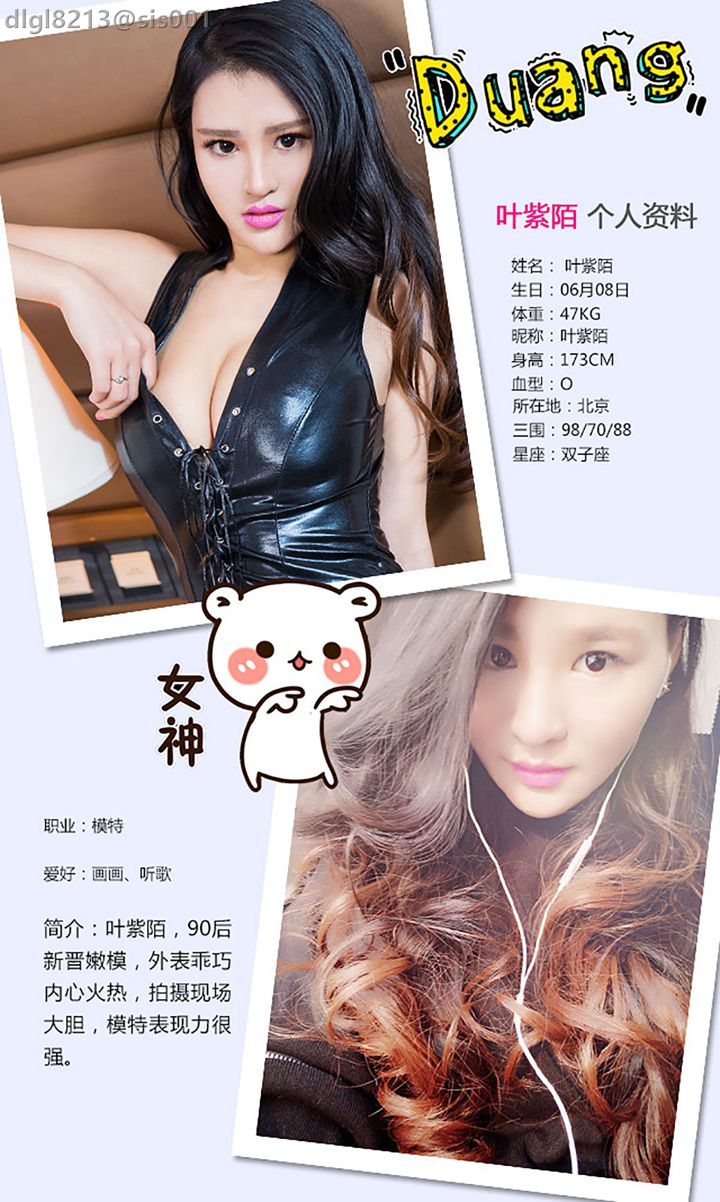 dlgl8213@sis001
"Duang"
叶紫陌 个人资料
姓名： 叶紫陌
生日：06月08日
体重：47KG
昵称：叶紫陌
身高：173CM
血型：O
所在地：北京
三围：98/70/88
星座：双子座
女神
职业：模特
爱好：画画、听歌
简介：叶紫陌，90后
新晋嫩模，外表乖巧
内心火热，拍摄现场
大胆，模特表现力很
强。